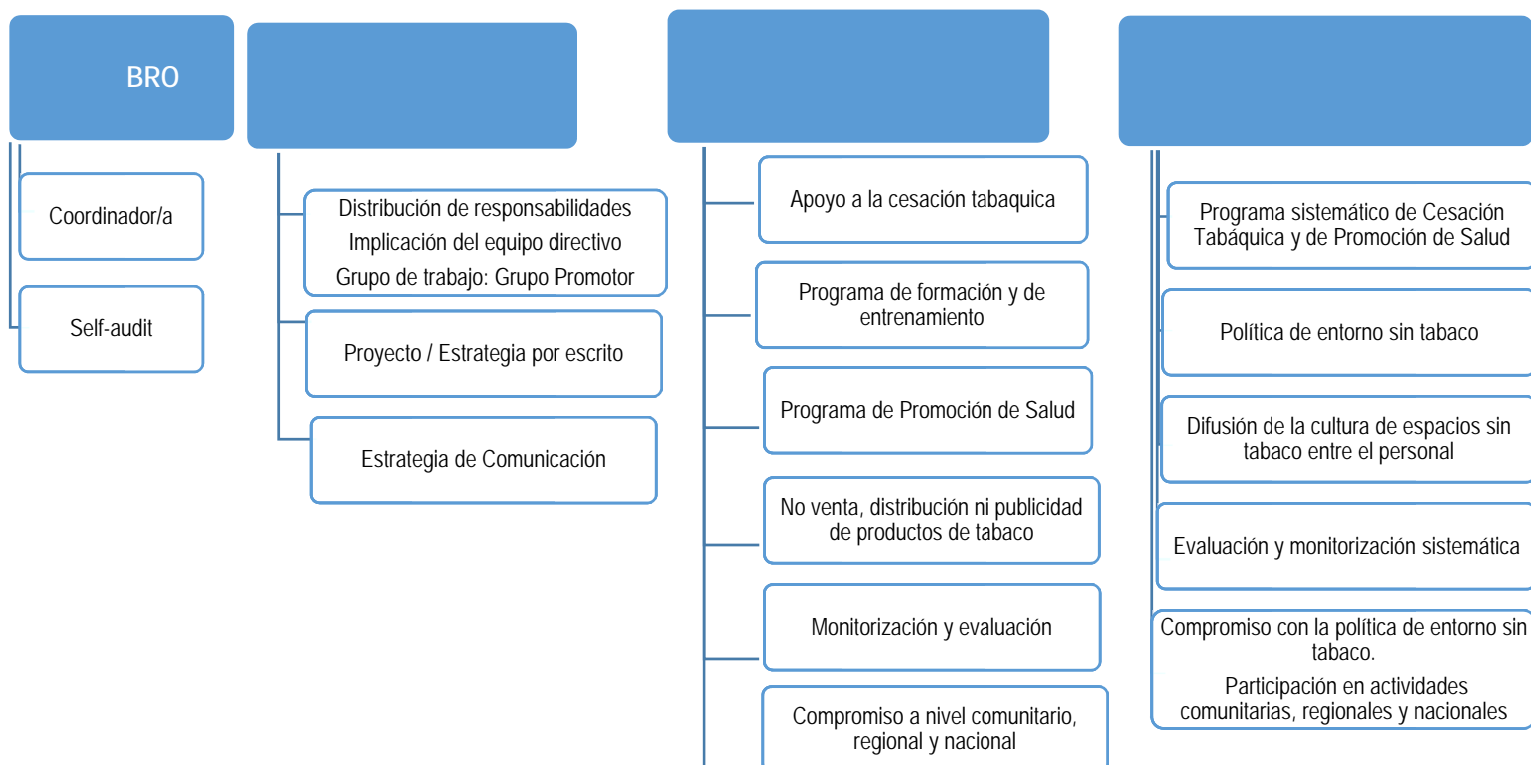 BRO
Coordinador/a
Self-audit
Distribución de responsabilidades
Implicación del equipo directivo
Grupo de trabajo: Grupo Promotor
Proyecto / Estrategia por escrito
Estrategia de Comunicación
Apoyo a la cesación tabaquica
Programa de formación y de
entrenamiento
Programa de Promoción de Salud
No venta, distribución ni publicidad
de productos de tabaco
Monitorización y evaluación
Compromiso a nivel comunitario,
regional y nacional
Programa sistemático de Cesación
Tabáquica y de Promoción de Salud
Política de entorno sin tabaco
Difusión de la cultura de espacios sin
tabaco entre el personal
Evaluación y monitorización sistemática
Compromiso con la política de entorno sin
tabaco.
Participación en actividades
comunitarias, regionales y nacionales